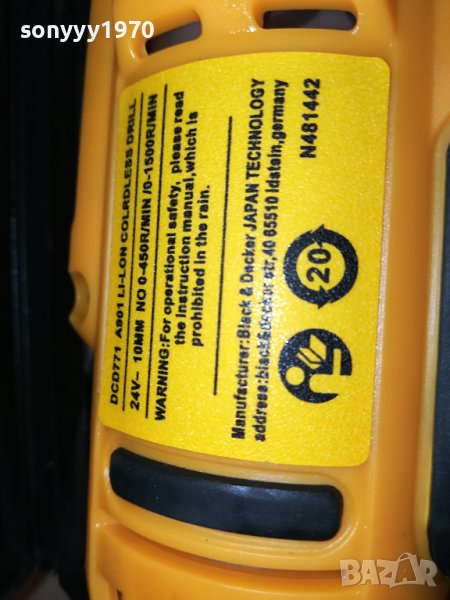 sonyyy1970
DCD771 A901 LI-LON COLRDLESS DRILL
24V⎓ 10MM NO 0-450R/MIN /0-1500R/MIN
WARNING:For operational safety, please read
the instruction manual,which is
prohibited in the rain.
Manufacturer:Black & Decker JAPAN TECHNOLOGY
address:black&decker str,40 65510 Idstein,germany
N481442
20
BAZAR